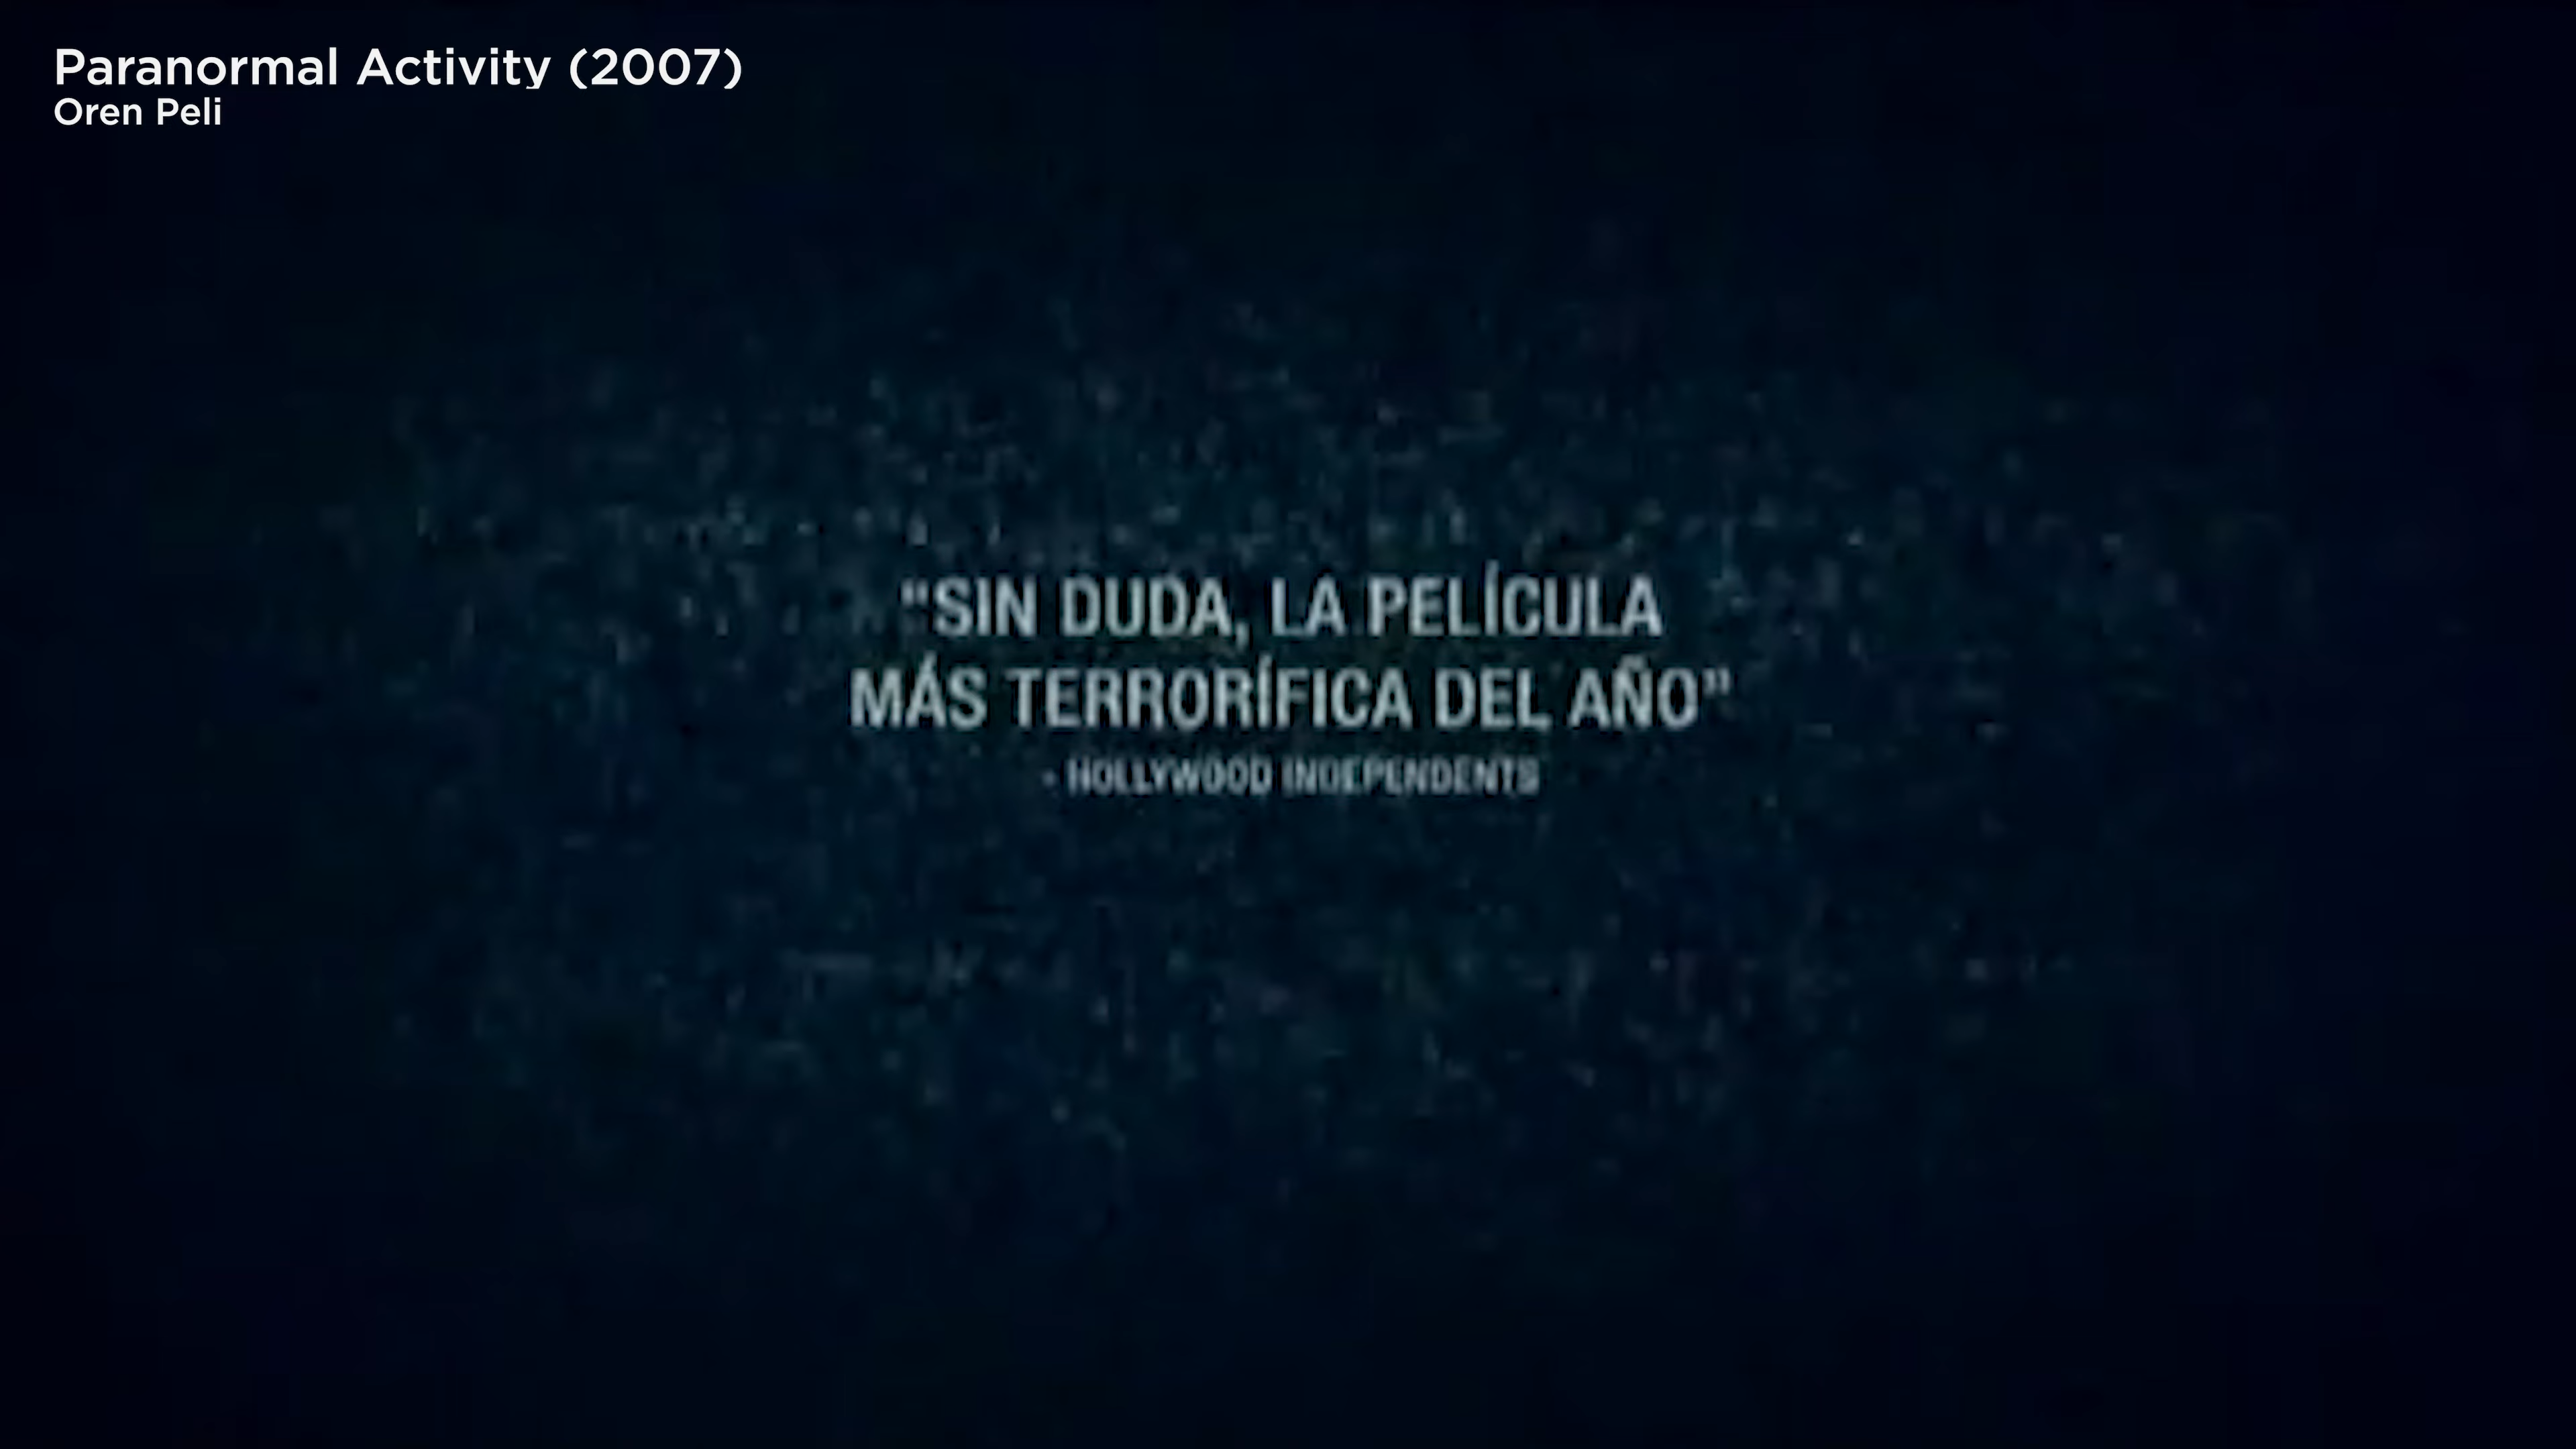 Paranormal Activity (2007)
Oren Peli
"SIN DUDA, LA PELÍCULA
MÁS TERRORÍFICA DEL AÑO"
- HOLLYWOOD INDEPENDENTS